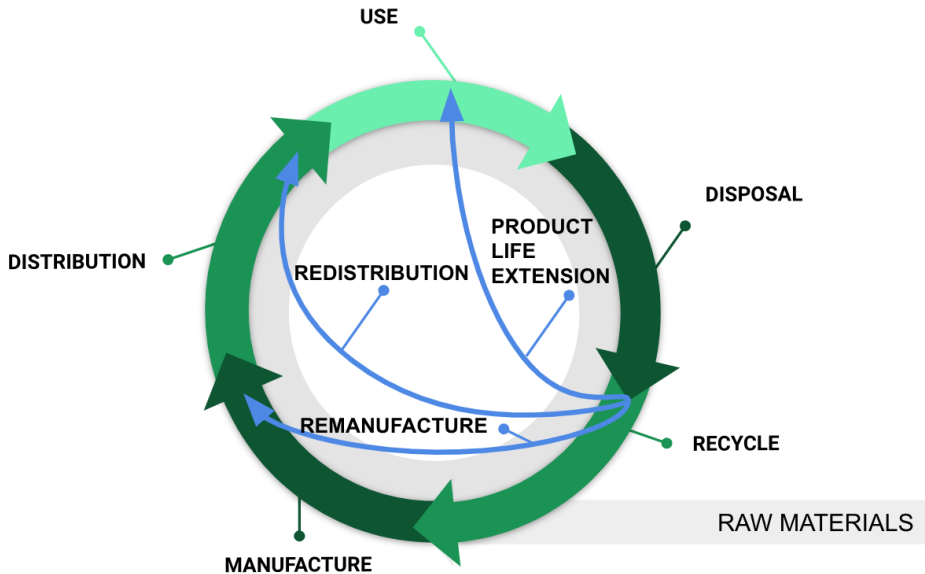 USE
DISPOSAL
PRODUCT
LIFE
EXTENSION
DISTRIBUTION
REDISTRIBUTION
REMANUFACTURE
RECYCLE
RAW MATERIALS
MANUFACTURE